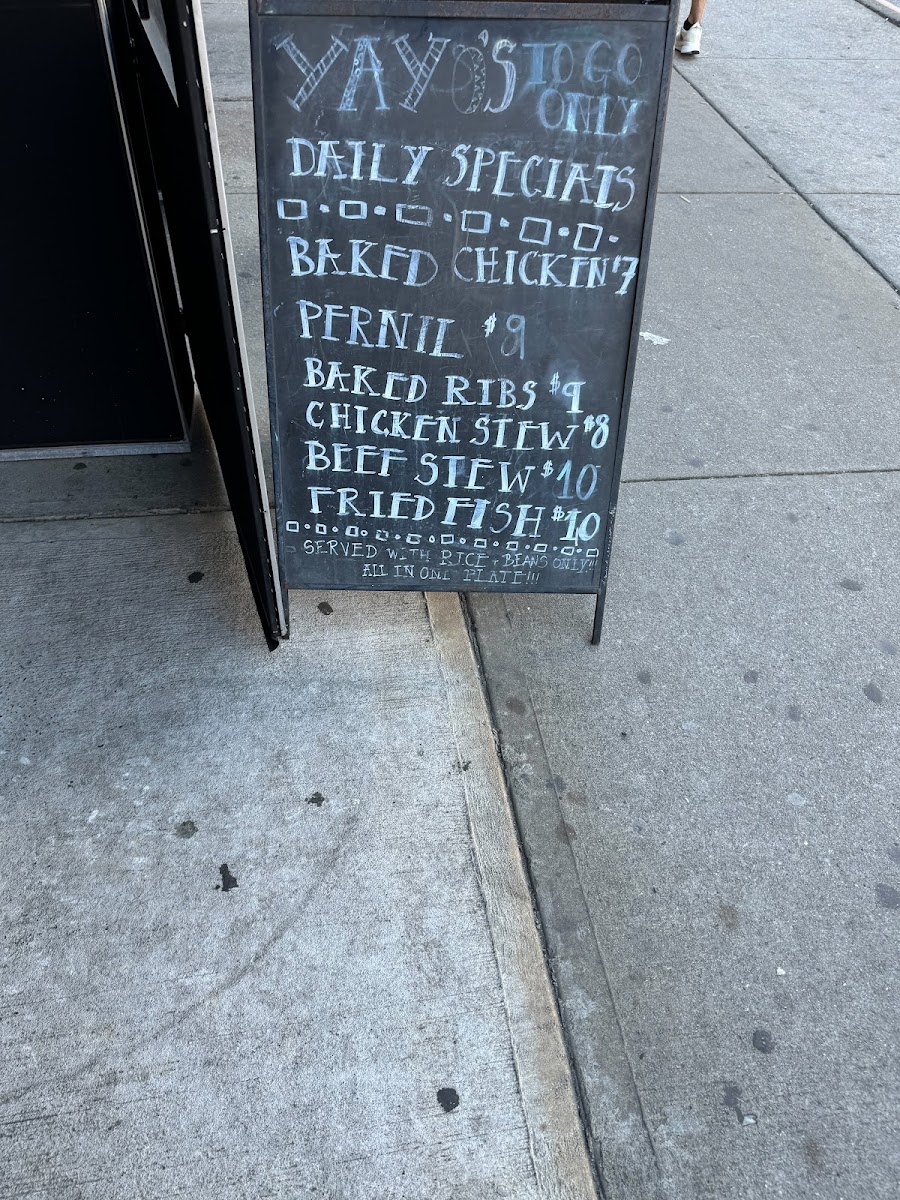 YAYO'S TO GO
ONLY
DAILY SPECIALS
BAKED CHICKEN $7
PERNIL $9
BAKED RIBS $9
CHICKEN STEW $8
BEEF STEW $10
FRIED FISH $10
SERVED WITH RICE + BEANS ONLY!!!
ALL IN ONE PLATE!!!